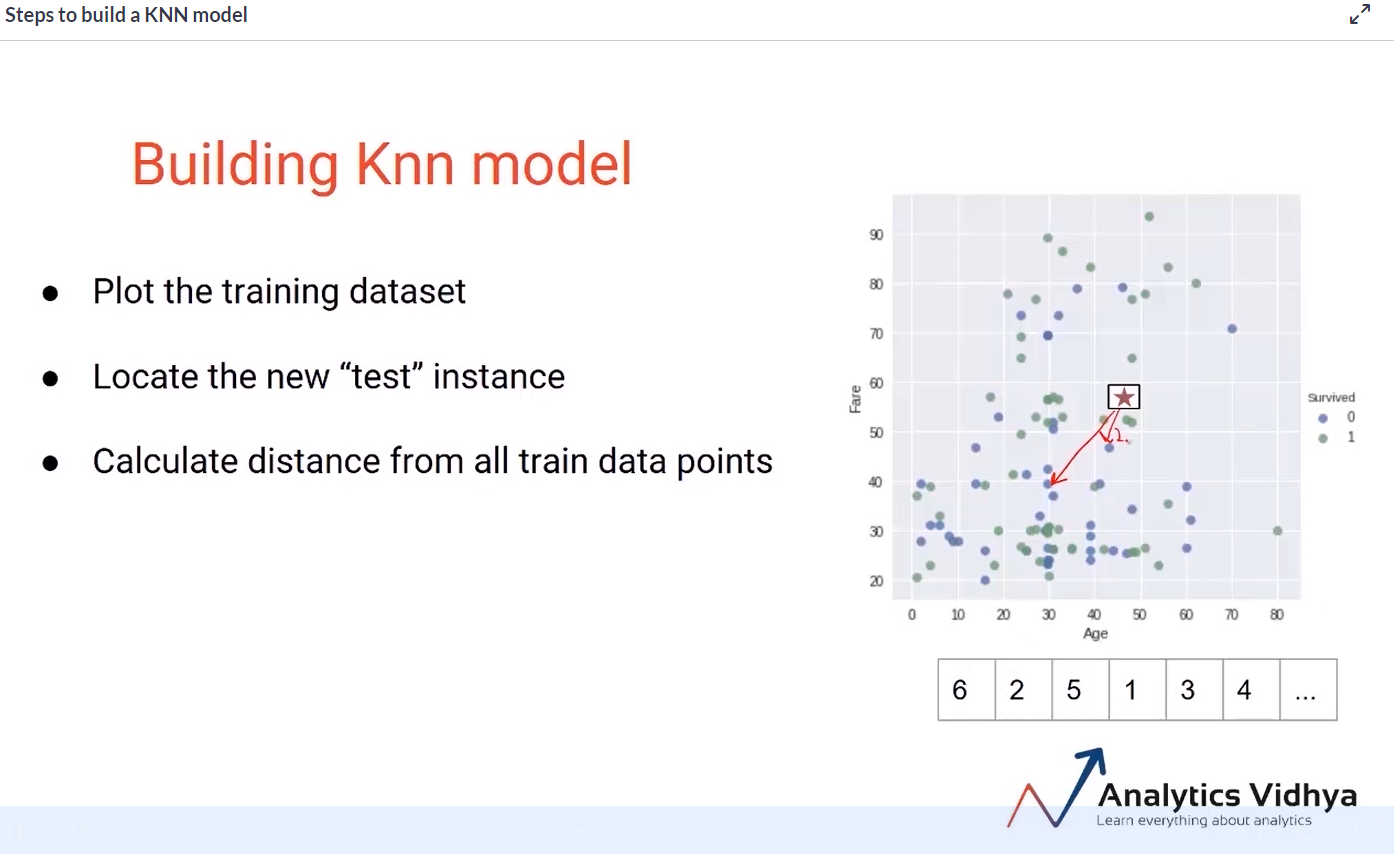 Steps to build a KNN model
Building Knn model
● Plot the training dataset
● Locate the new “test” instance
● Calculate distance from all train data points
90
80
70
60
50
40
30
20
Fare
0 10 20 30 40 50 60 70 80
Age
Survived
0
1
2.
6 2 5 1 3 4 ...
Analytics Vidhya
Learn everything about analytics